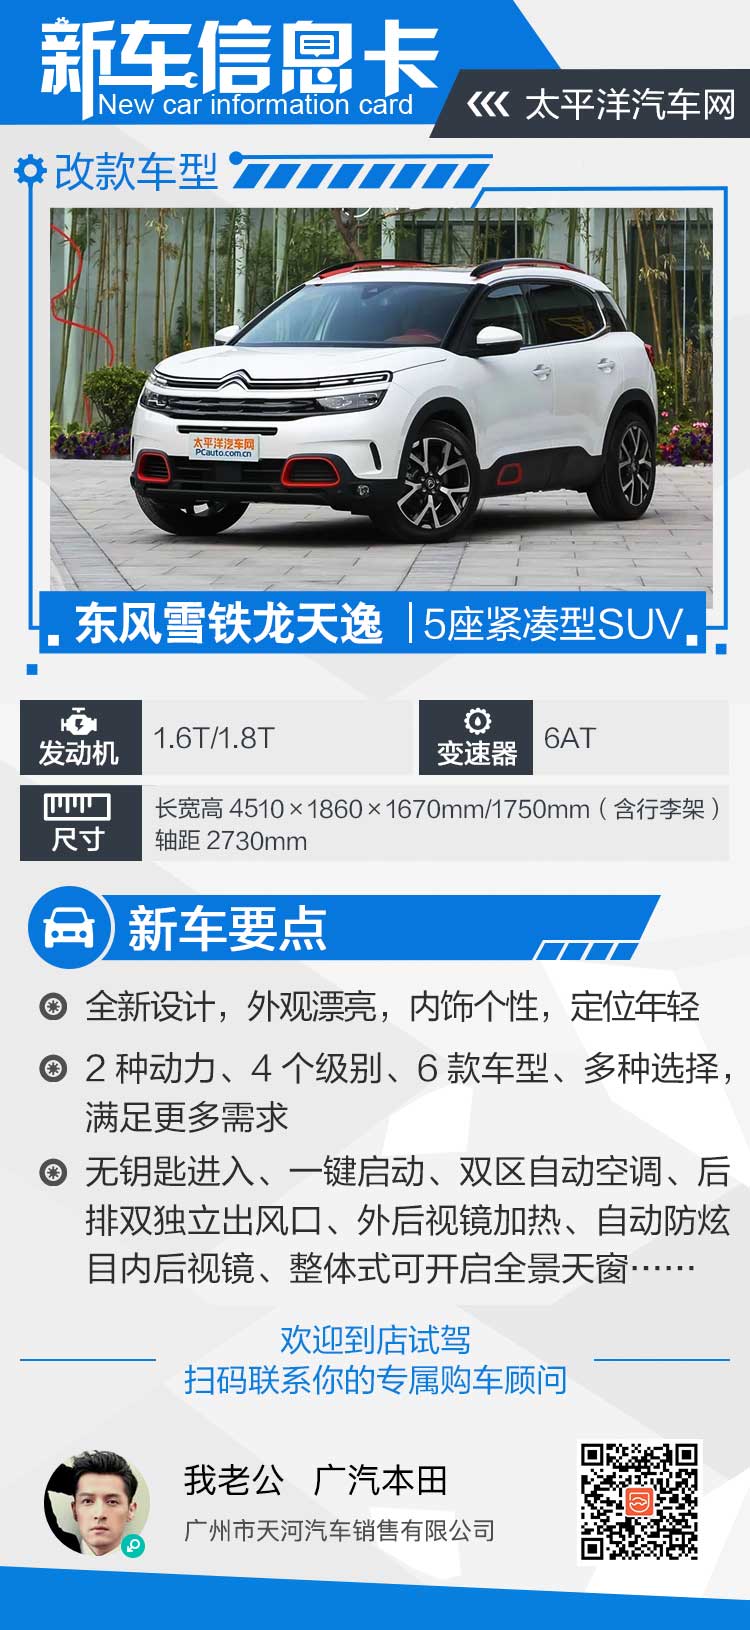 新车信息卡
New car information card
太平洋汽车网
改款车型
太平洋汽车网
PCauto.com.cn
东风雪铁龙天逸 5座紧凑型SUV
发动机 1.6T/1.8T 变速器 6AT
尺寸 长宽高 4510×1860×1670mm/1750mm（含行李架）
轴距 2730mm
新车要点
全新设计，外观漂亮，内饰个性，定位年轻
2 种动力、4 个级别、6 款车型、多种选择，
满足更多需求
无钥匙进入、一键启动、双区自动空调、后
排双独立出风口、外后视镜加热、自动防炫
目内后视镜、整体式可开启全景天窗……
欢迎到店试驾
扫码联系你的专属购车顾问
我老公 广汽本田
广州市天河汽车销售有限公司